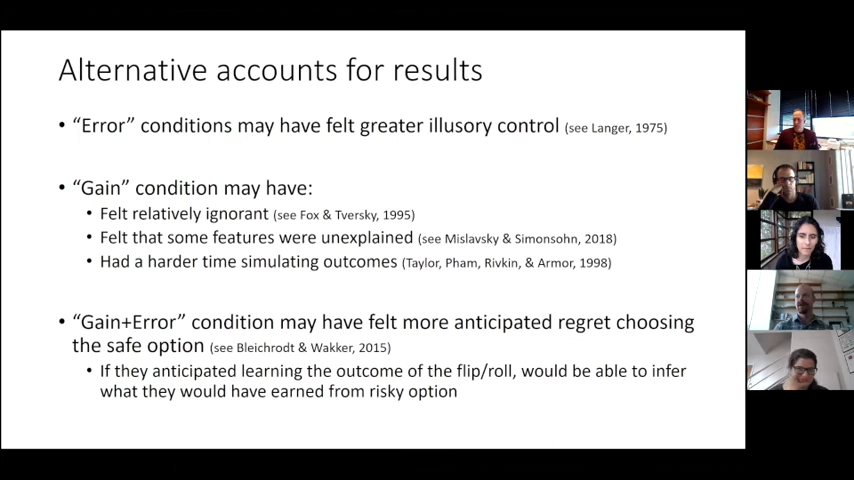 Alternative accounts for results
• “Error” conditions may have felt greater illusory control (see Langer, 1975)
• “Gain” condition may have:
• Felt relatively ignorant (see Fox & Tversky, 1995)
• Felt that some features were unexplained (see Mislavsky & Simonsohn, 2018)
• Had a harder time simulating outcomes (Taylor, Pham, Rivkin, & Armor, 1998)
• “Gain+Error” condition may have felt more anticipated regret choosing
the safe option (see Bleichrodt & Wakker, 2015)
• If they anticipated learning the outcome of the flip/roll, would be able to infer
what they would have earned from risky option